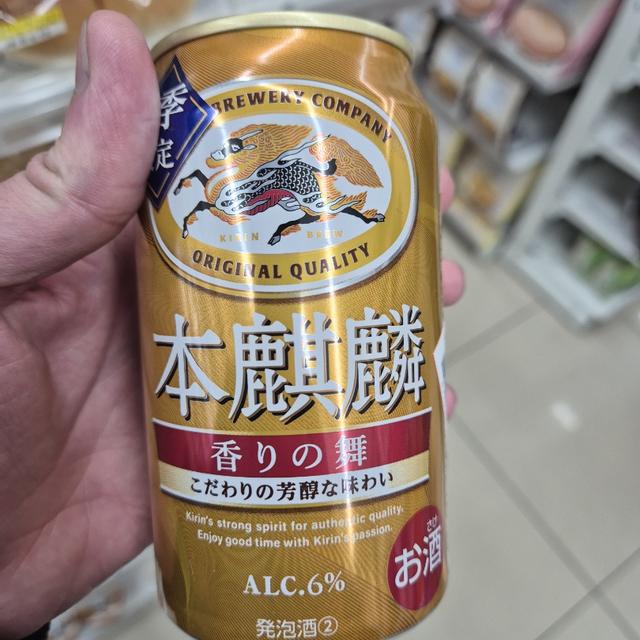 季
定
BREWERY COMPANY
KIRIN BREW
ORIGINAL QUALITY
本麒麟
香りの舞
こだわりの芳醇な味わい
Kirin's strong spirit for authentic quality.
Enjoy good time with Kirin's passion.
ALC.6%
さけ
お酒
発泡酒②